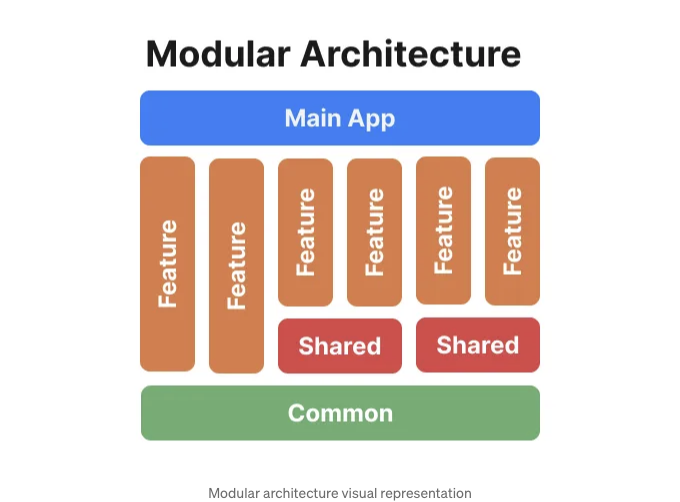 Modular Architecture
Main App
Feature
Feature
Feature
Feature
Feature
Feature
Shared
Shared
Common
Modular architecture visual representation